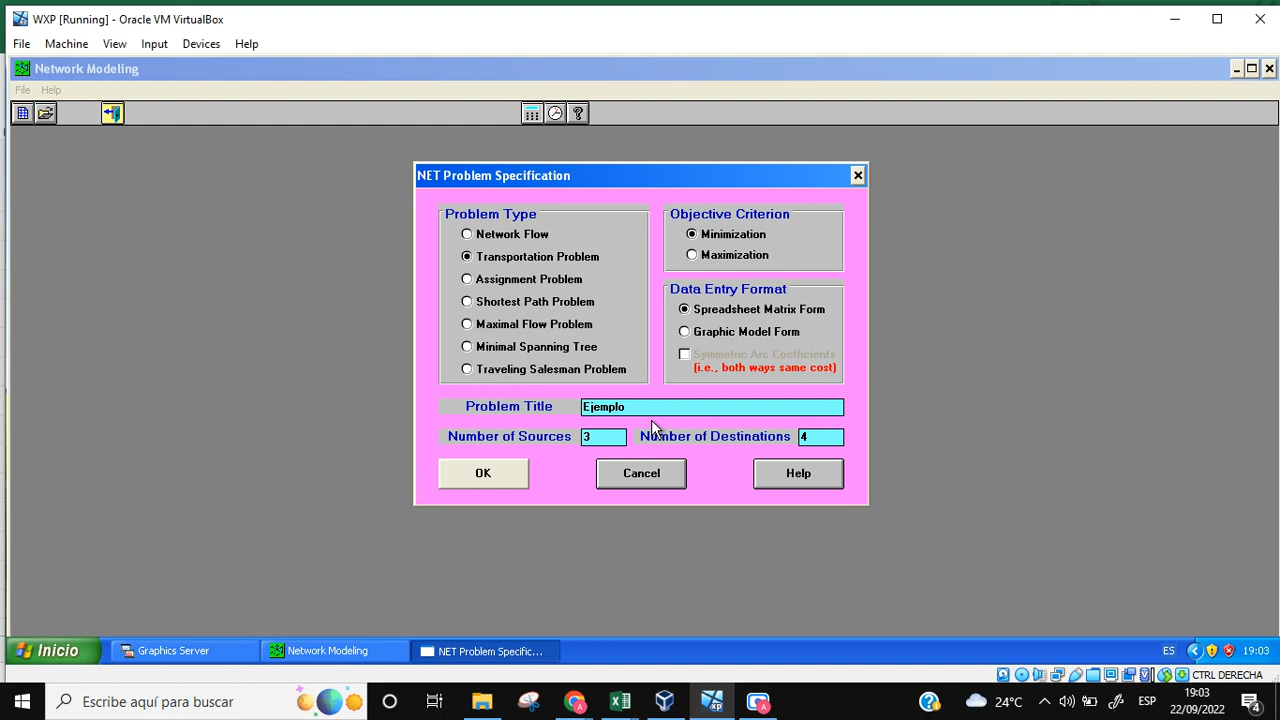 WXP [Running] - Oracle VM VirtualBox
File Machine View Input Devices Help
Network Modeling
File Help
NET Problem Specification
Problem Type
Network Flow
Transportation Problem
Assignment Problem
Shortest Path Problem
Maximal Flow Problem
Minimal Spanning Tree
Traveling Salesman Problem
Objective Criterion
Minimization
Maximization
Data Entry Format
Spreadsheet Matrix Form
Graphic Model Form
Symmetric Arc Coefficients
(i.e., both ways same cost)
Problem Title Ejemplo
Number of Sources 3 Number of Destinations 4
OK Cancel Help
Inicio Graphics Server Network Modeling NET Problem Specific... ES 19:03
CTRL DERECHA
Escribe aquí para buscar 24°C ESP 19:03
22/09/2022 4